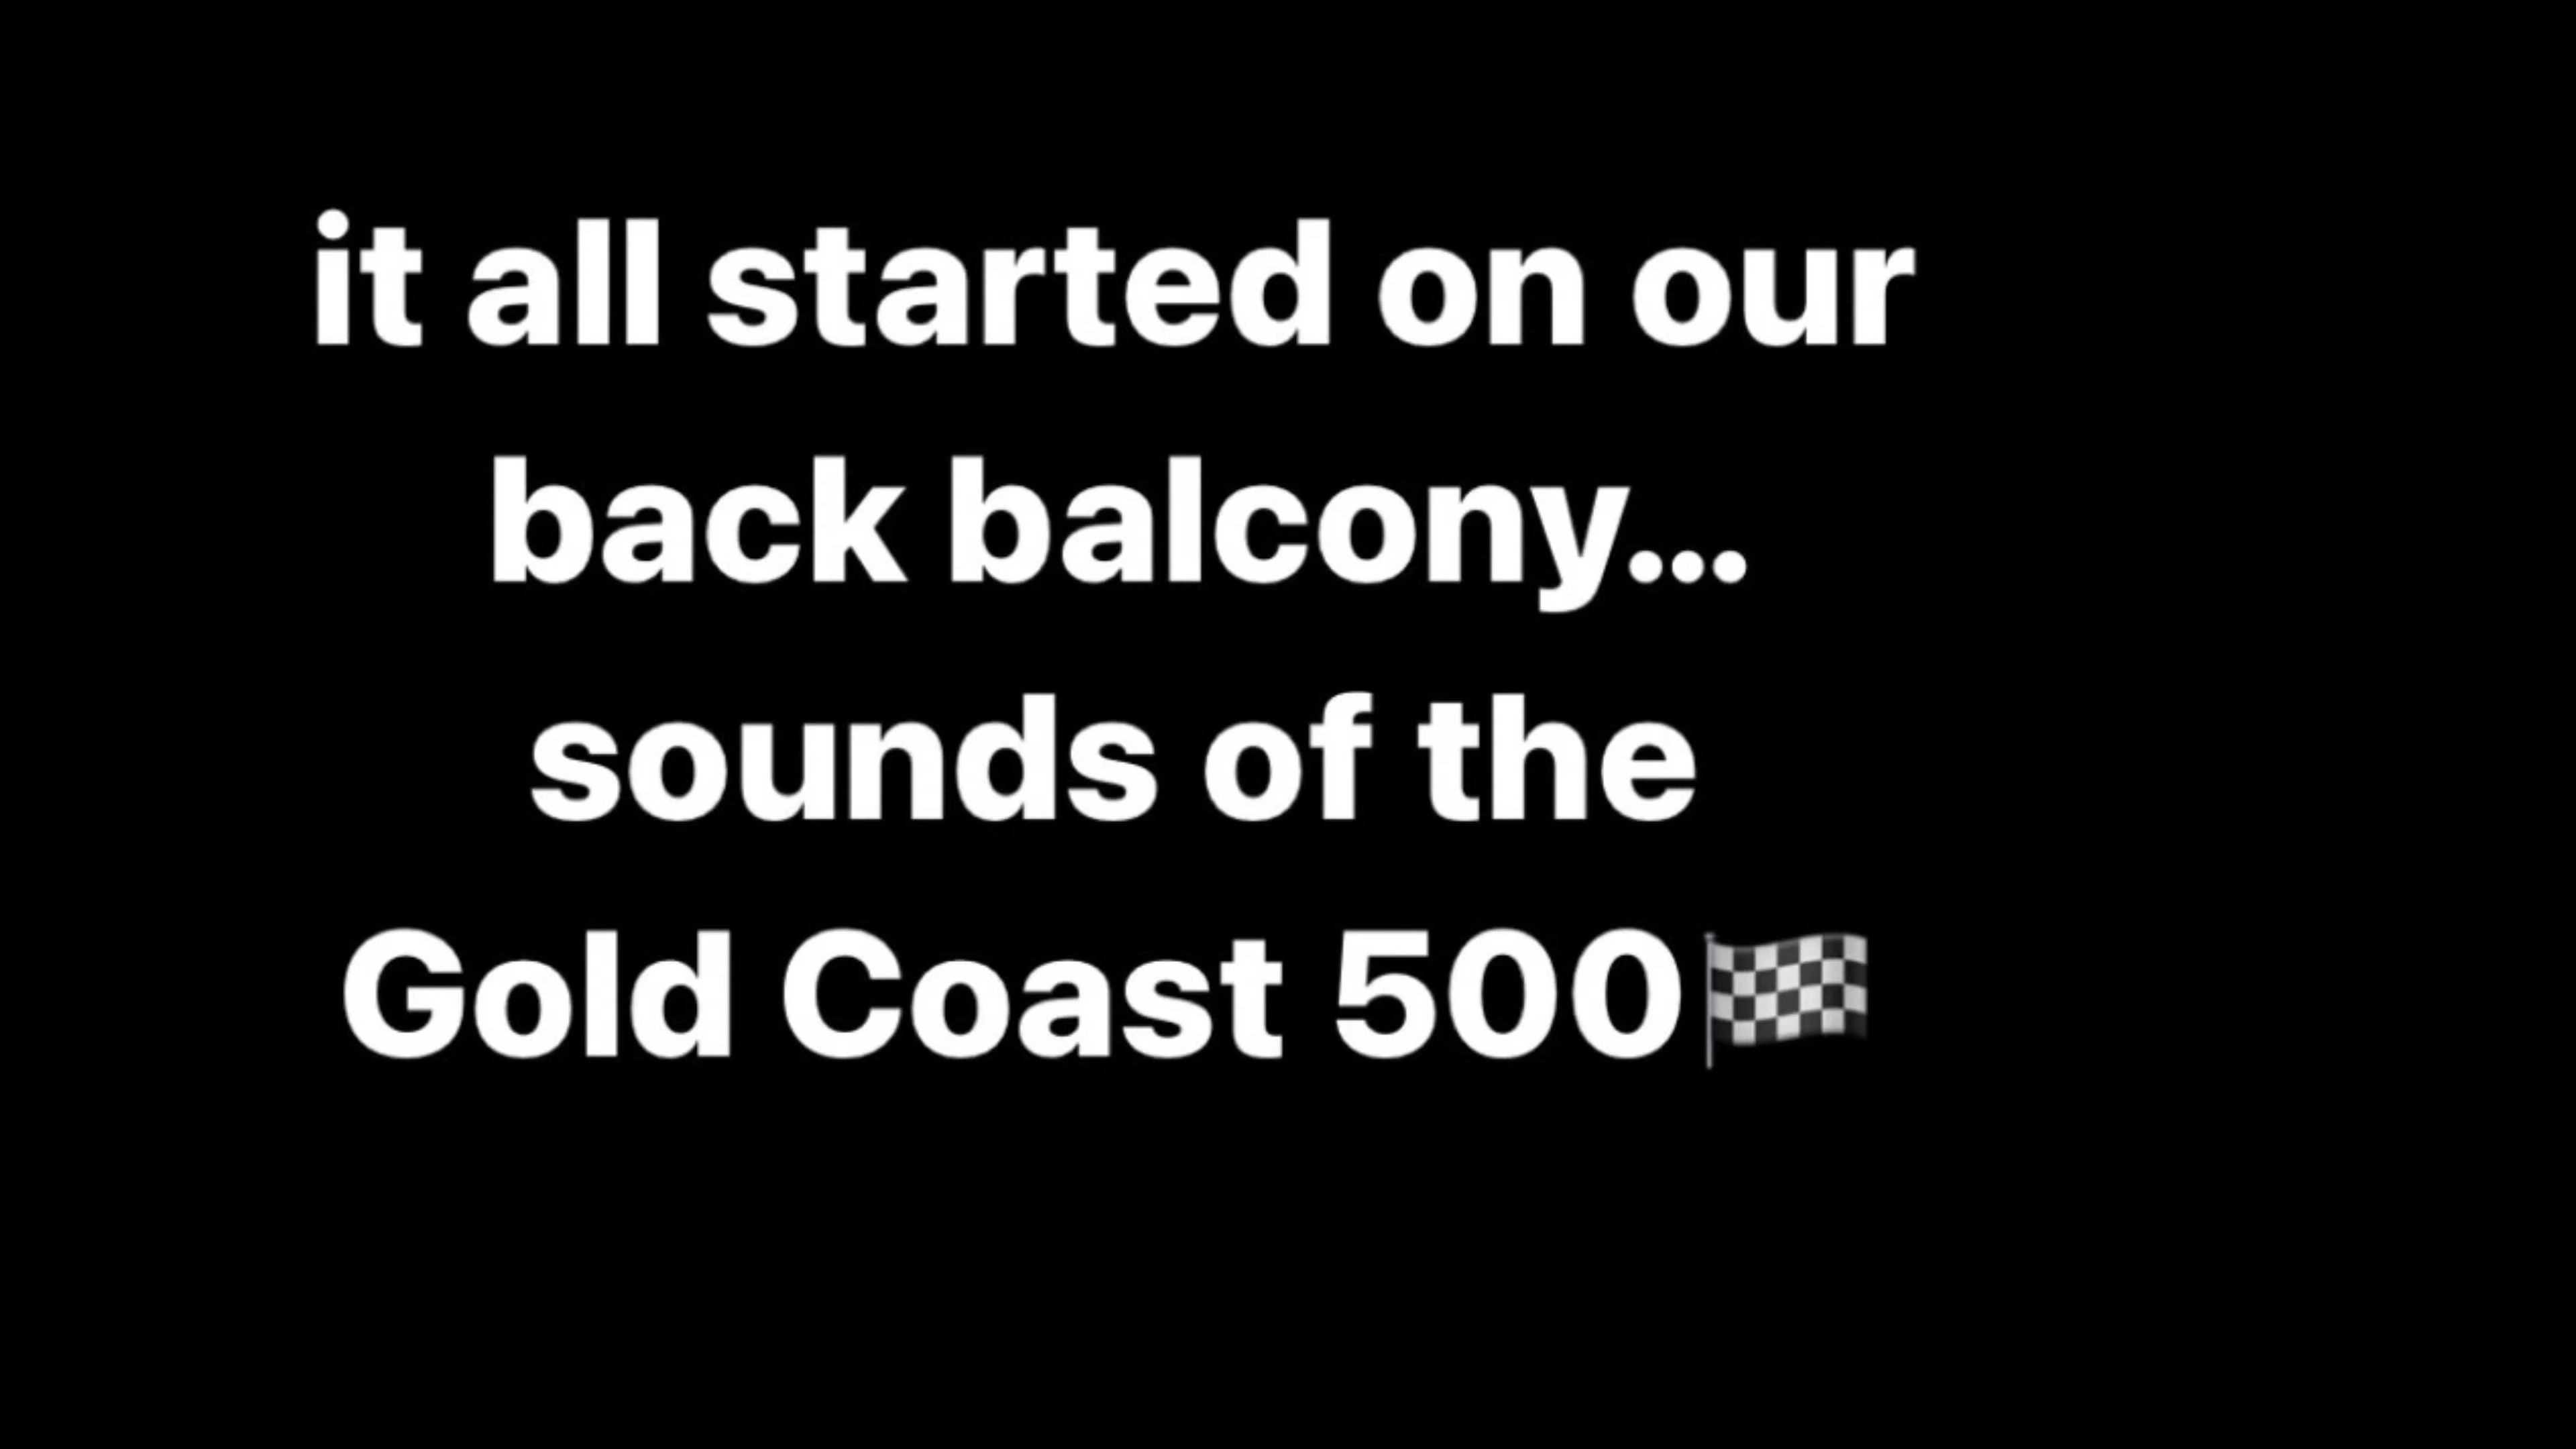 it all started on our
back balcony...
sounds of the
Gold Coast 500🏁